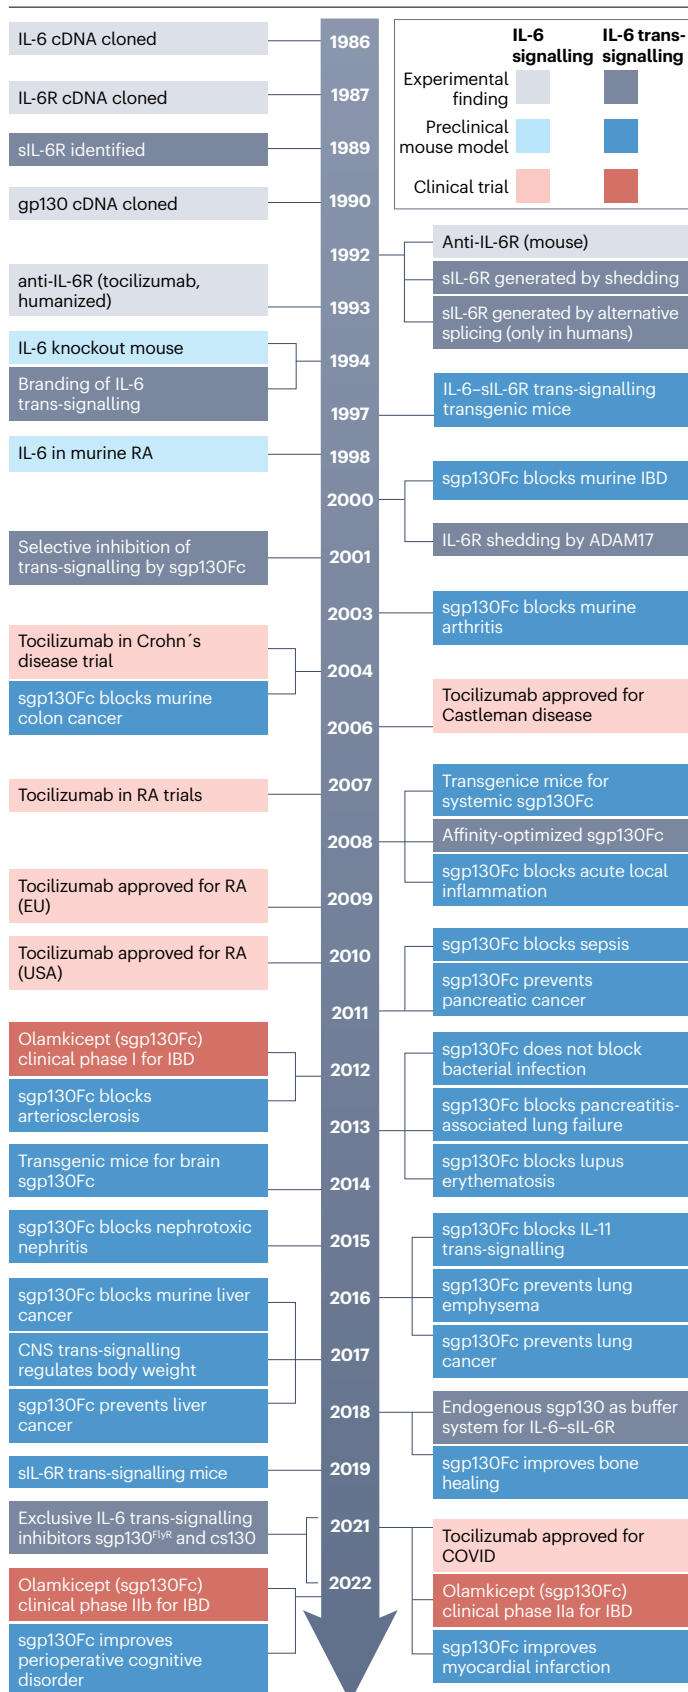 IL-6 signalling
IL-6 trans-signalling
Experimental finding
Preclinical mouse model
Clinical trial
1986
IL-6 cDNA cloned
1987
IL-6R cDNA cloned
1989
sIL-6R identified
1990
gp130 cDNA cloned
1992
Anti-IL-6R (mouse)
sIL-6R generated by shedding
sIL-6R generated by alternative
splicing (only in humans)
anti-IL-6R (tocilizumab,
humanized)
1993
IL-6 knockout mouse
Branding of IL-6
trans-signalling
1994
1997
IL-6–sIL-6R trans-signalling
transgenic mice
IL-6 in murine RA
1998
2000
sgp130Fc blocks murine IBD
IL-6R shedding by ADAM17
Selective inhibition of
trans-signalling by sgp130Fc
2001
2003
sgp130Fc blocks murine
arthritis
Tocilizumab in Crohn´s
disease trial
sgp130Fc blocks murine
colon cancer
2004
2006
Tocilizumab approved for
Castleman disease
Tocilizumab in RA trials
2007
2008
Transgenice mice for
systemic sgp130Fc
Affinity-optimized sgp130Fc
sgp130Fc blocks acute local
inflammation
Tocilizumab approved for RA
(EU)
2009
Tocilizumab approved for RA
(USA)
2010
2011
sgp130Fc blocks sepsis
sgp130Fc prevents
pancreatic cancer
Olamkicept (sgp130Fc)
clinical phase I for IBD
sgp130Fc blocks
arteriosclerosis
2012
2013
sgp130Fc does not block
bacterial infection
sgp130Fc blocks pancreatitis-
associated lung failure
sgp130Fc blocks lupus
erythematosis
Transgenic mice for brain
sgp130Fc
2014
sgp130Fc blocks nephrotoxic
nephritis
2015
2016
sgp130Fc blocks IL-11
trans-signalling
sgp130Fc prevents lung
emphysema
sgp130Fc prevents lung
cancer
sgp130Fc blocks murine liver
cancer
CNS trans-signalling
regulates body weight
sgp130Fc prevents liver
cancer
2017
2018
Endogenous sgp130 as buffer
system for IL-6–sIL-6R
sgp130Fc improves bone
healing
sIL-6R trans-signalling mice
2019
Exclusive IL-6 trans-signalling
inhibitors sgp130FlyR and cs130
2021
Tocilizumab approved for
COVID
Olamkicept (sgp130Fc)
clinical phase IIa for IBD
sgp130Fc improves
myocardial infarction
2022
Olamkicept (sgp130Fc)
clinical phase IIb for IBD
sgp130Fc improves
perioperative cognitive
disorder